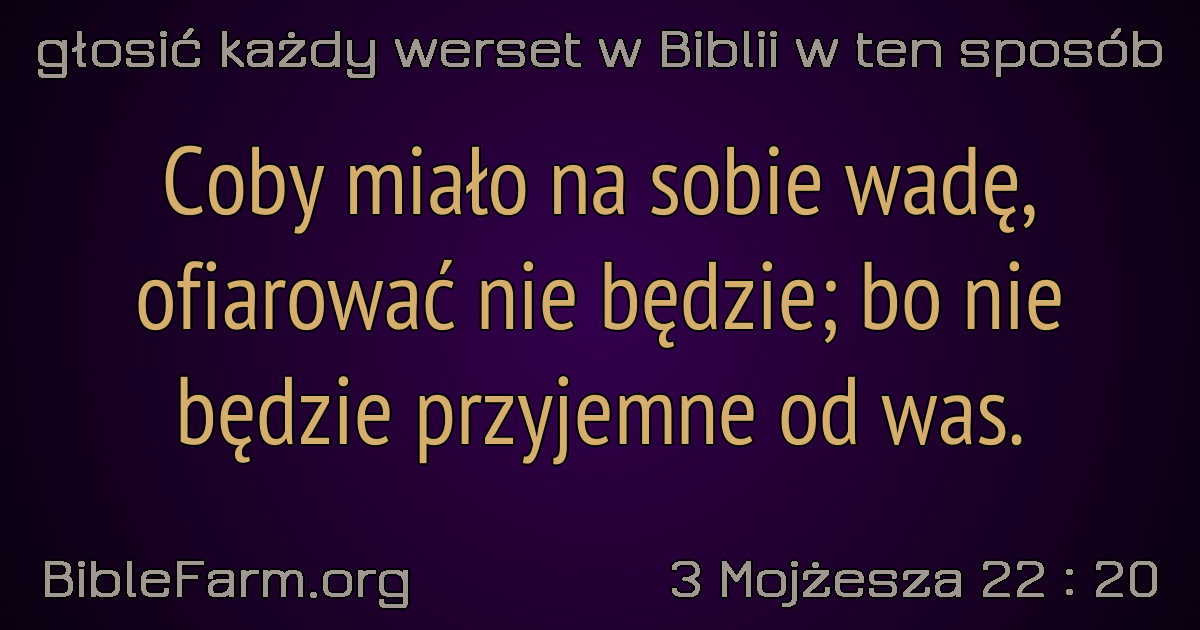 głosić każdy werset w Biblii w ten sposób
Coby miało na sobie wadę,
ofiarować nie będzie; bo nie
będzie przyjemne od was.
BibleFarm.org
3 Mojżesza 22 : 20